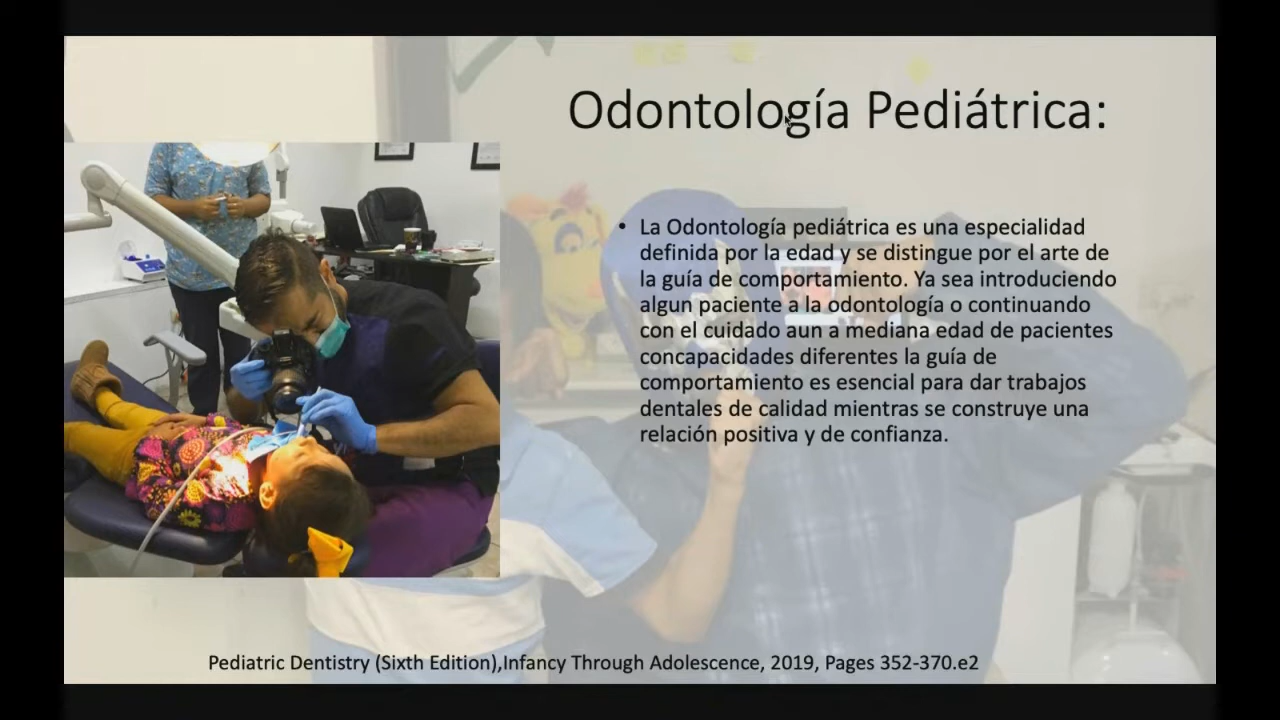 Odontología Pediátrica:
• La Odontología pediátrica es una especialidad
definida por la edad y se distingue por el arte de
la guía de comportamiento. Ya sea introduciendo
algun paciente a la odontología o continuando
con el cuidado aun a mediana edad de pacientes
concapacidades diferentes la guía de
comportamiento es esencial para dar trabajos
dentales de calidad mientras se construye una
relación positiva y de confianza.
Pediatric Dentistry (Sixth Edition),Infancy Through Adolescence, 2019, Pages 352-370.e2